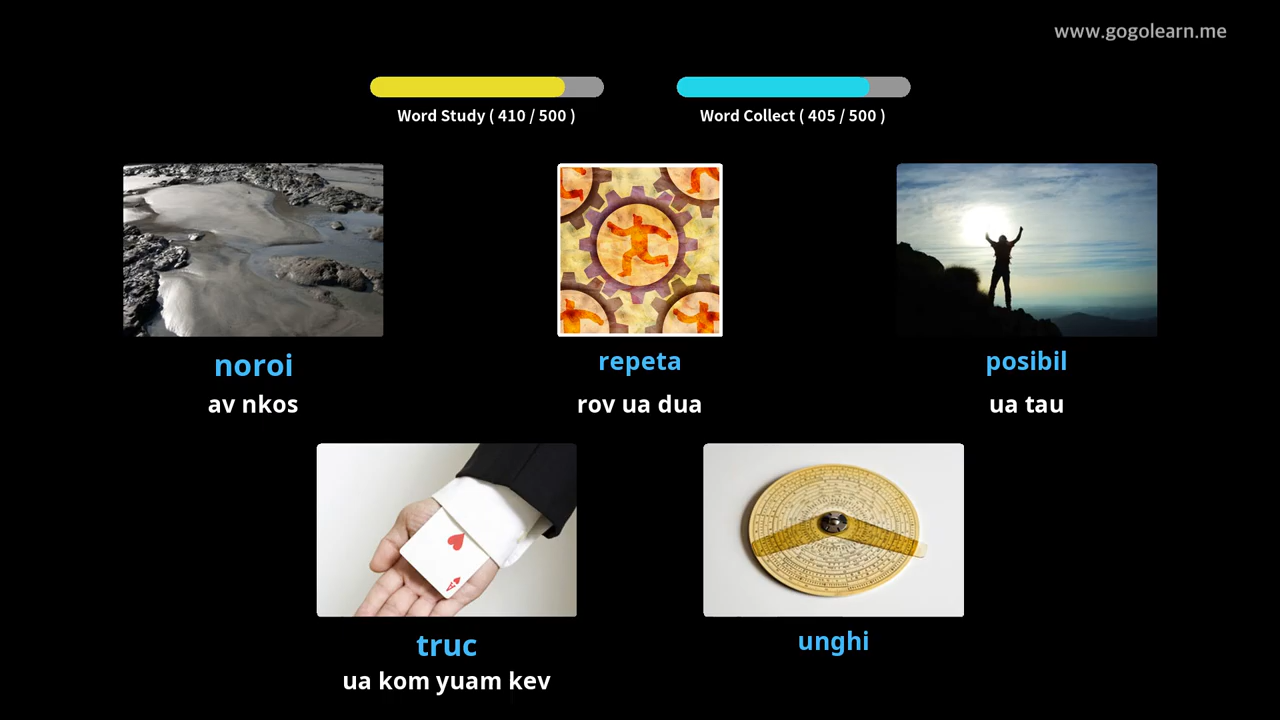 www.gogolearn.me
Word Study ( 410 / 500 )
Word Collect ( 405 / 500 )
noroi
repeta
posibil
av nkos
rov ua dua
ua tau
truc
unghi
ua kom yuam kev